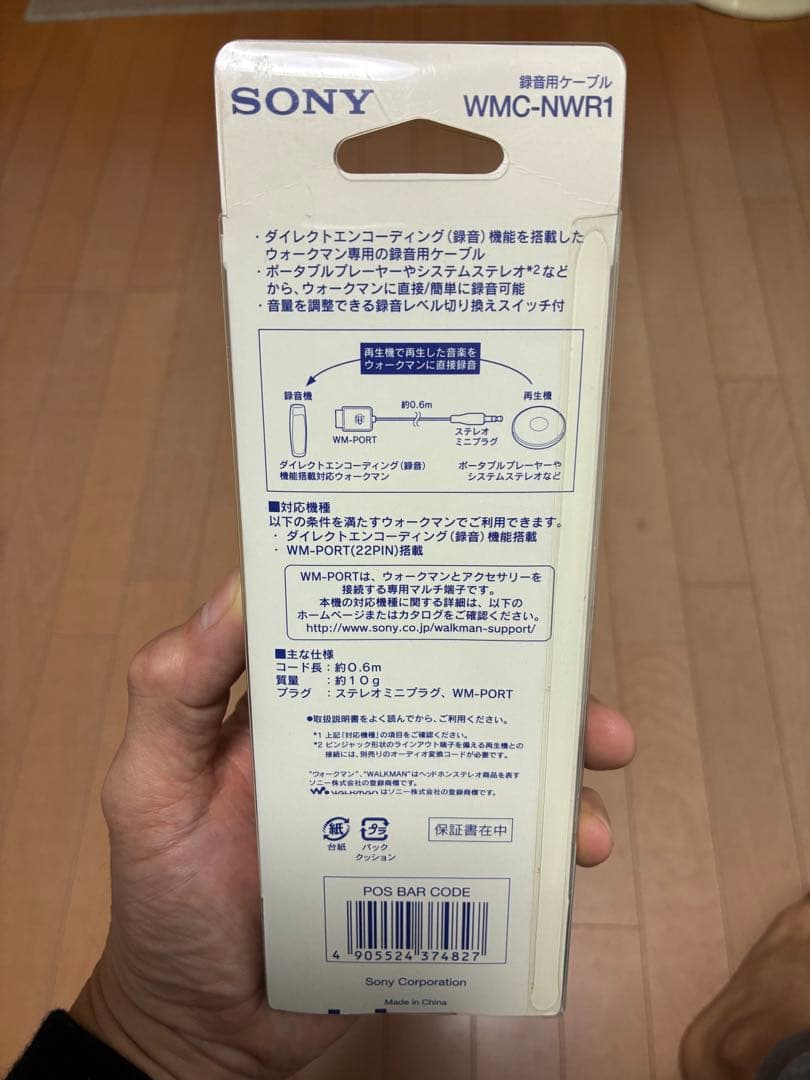 SONY
録音用ケーブル
WMC-NWR1
・ダイレクトエンコーディング(録音)機能を搭載した
ウォークマン専用の録音用ケーブル
・ポータブルプレーヤーやシステムステレオ*2など
から、ウォークマンに直接/簡単に録音可能
・音量を調整できる録音レベル切り換えスイッチ付
再生機で再生した音楽を
ウォークマンに直接録音
録音機
約0.6m
再生機
WM-PORT
ステレオ
ミニプラグ
ダイレクトエンコーディング(録音)
機能搭載対応ウォークマン
ポータブルプレーヤーや
システムステレオなど
■対応機種
以下の条件を満たすウォークマンでご利用できます。
・ ダイレクトエンコーディング(録音)機能搭載
・ WM-PORT(22PIN)搭載
WM-PORTは、ウォークマンとアクセサリーを
接続する専用マルチ端子です。
本機の対応機種に関する詳細は、以下の
ホームページまたはカタログをご確認ください。
http://www.sony.co.jp/walkman-support/
■主な仕様
コード長:約0.6m
質量 :約10g
プラグ :ステレオミニプラグ、WM-PORT
●取扱説明書をよく読んでから、ご利用ください。
*1 上記「対応機種」の項目をご確認ください。
*2 ピンジャック形状のラインアウト端子を備える再生機との
接続には、別売りのオーディオ変換コードが必要です。
"ウォークマン"、"WALKMAN"はヘッドホンステレオ商品を表す
ソニー株式会社の登録商標です。
WALKMAN はソニー株式会社の登録商標です。
紙
台紙
プラ
パック
クッション
保証書在中
POS BAR CODE
4 905524 374827
Sony Corporation
Made in China